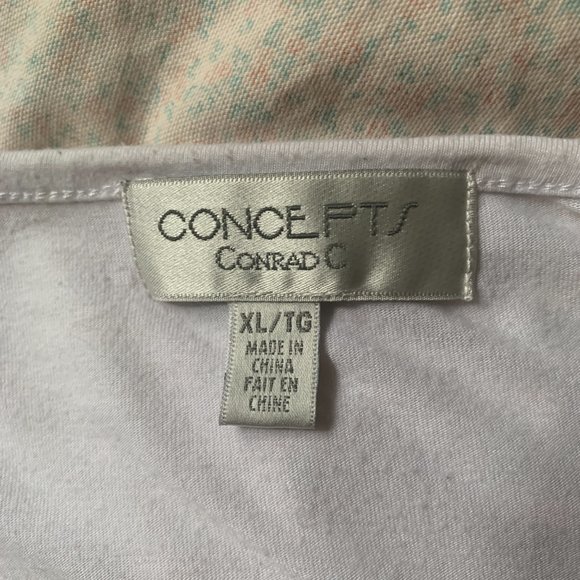 CONCEPTS
CONRAD C
XL/TG
MADE IN
CHINA
FAIT EN
CHINE